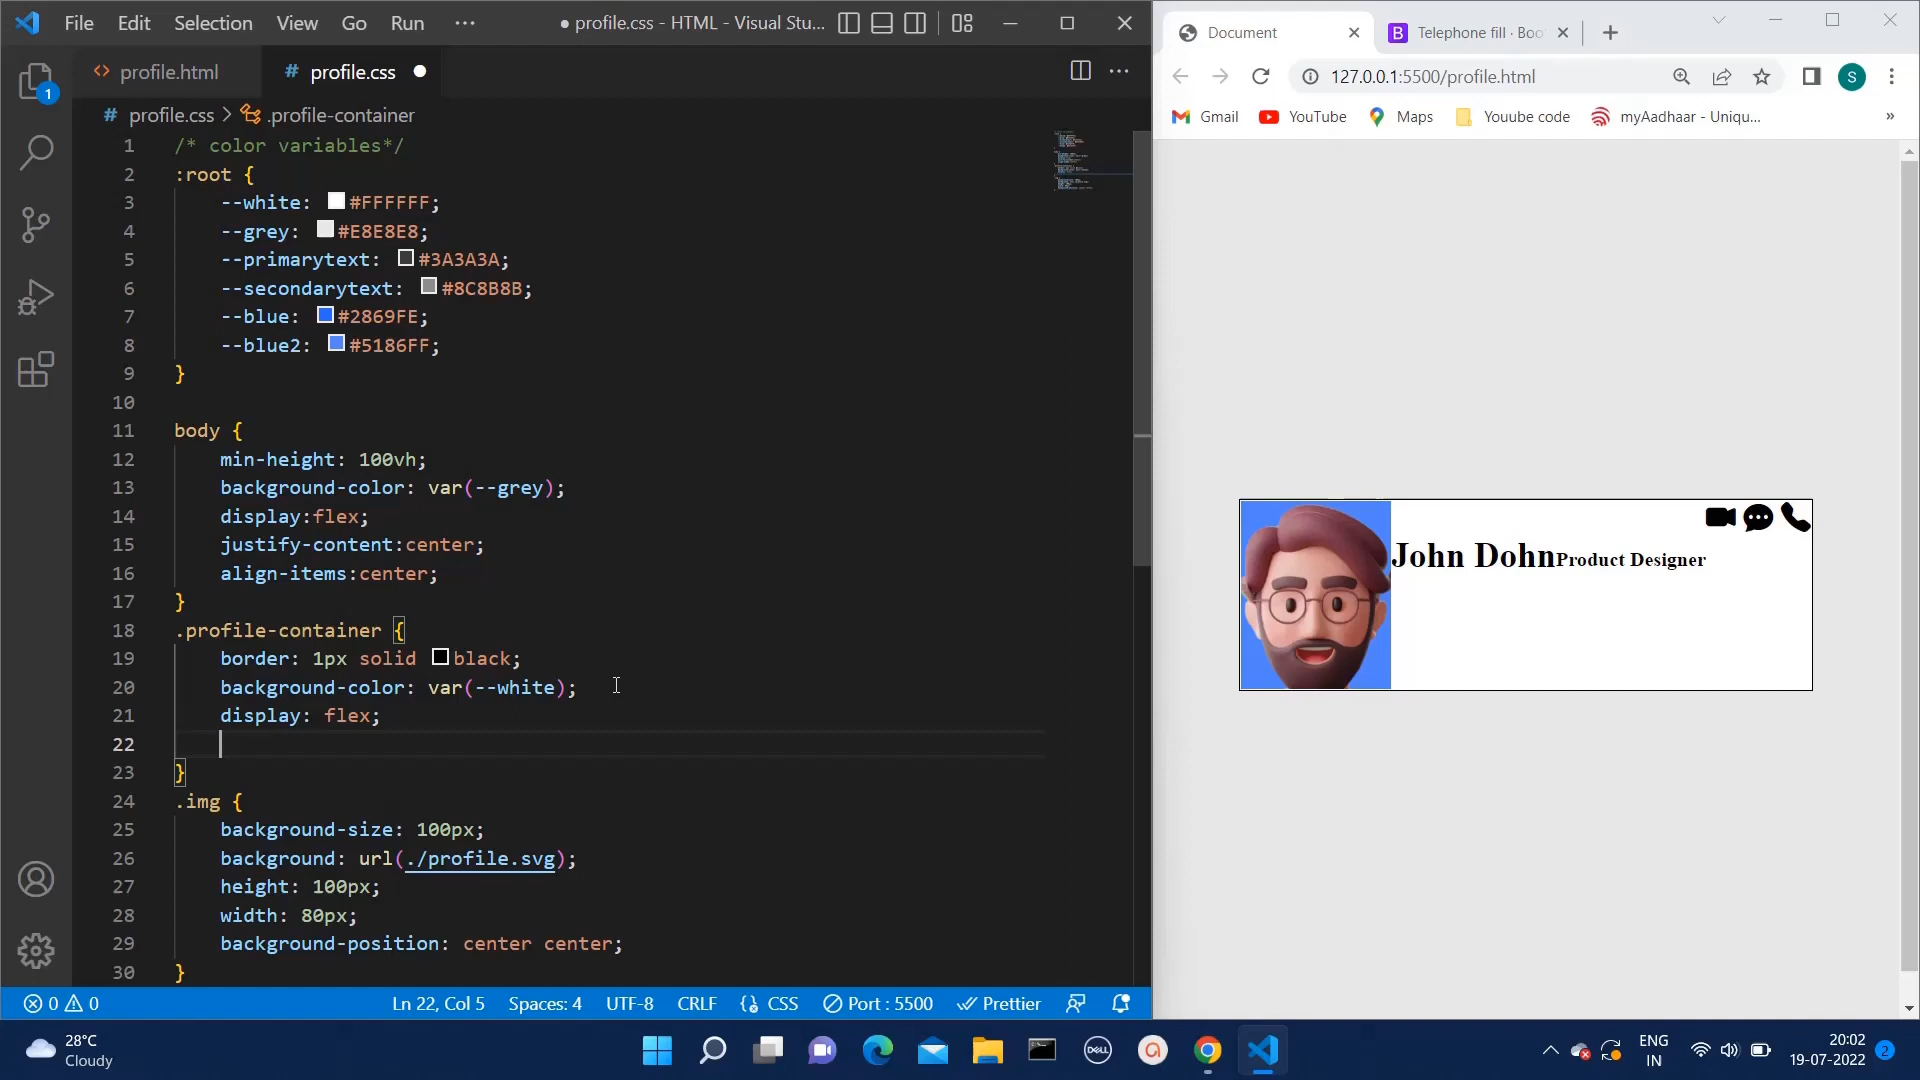 File Edit Selection View Go Run ··· ● profile.css - HTML - Visual Stu...
profile.html # profile.css ●
# profile.css > .profile-container
1 /* color variables*/
2 :root {
3 --white: #FFFFFF;
4 --grey: #E8E8E8;
5 --primarytext: #3A3A3A;
6 --secondarytext: #8C8B8B;
7 --blue: #2869FE;
8 --blue2: #5186FF;
9 }
10
11 body {
12 min-height: 100vh;
13 background-color: var(--grey);
14 display:flex;
15 justify-content:center;
16 align-items:center;
17 }
18 .profile-container {
19 border: 1px solid black;
20 background-color: var(--white);
21 display: flex;
22
23 }
24 .img {
25 background-size: 100px;
26 background: url(./profile.svg);
27 height: 100px;
28 width: 80px;
29 background-position: center center;
30 }
1
0 0 Ln 22, Col 5 Spaces: 4 UTF-8 CRLF CSS Port : 5500 Prettier
Document B Telephone fill · Boo
127.0.0.1:5500/profile.html S
Gmail YouTube Maps Youube code myAadhaar - Uniqu... »
John Dohn Product Designer
28°C
Cloudy
DELL
ENG
IN
20:02
19-07-2022
2